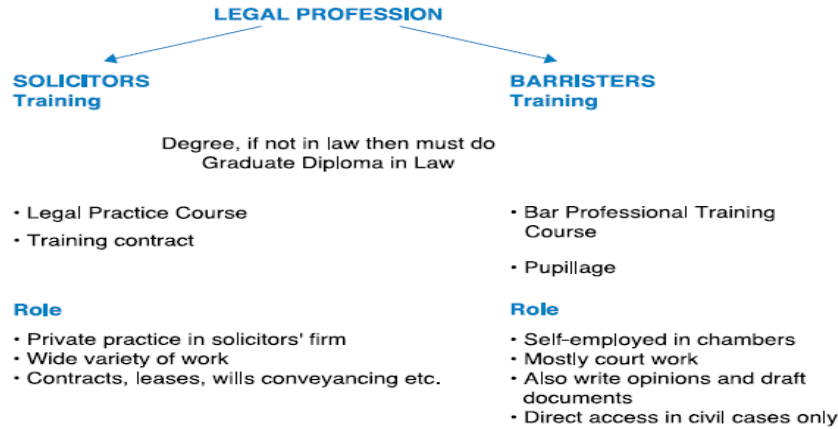 LEGAL PROFESSION
SOLICITORS
Training
BARRISTERS
Training
Degree, if not in law then must do
Graduate Diploma in Law
• Legal Practice Course
• Training contract
• Bar Professional Training
Course
• Pupillage
Role
• Private practice in solicitors' firm
• Wide variety of work
• Contracts, leases, wills conveyancing etc.
Role
• Self-employed in chambers
• Mostly court work
• Also write opinions and draft
documents
• Direct access in civil cases only